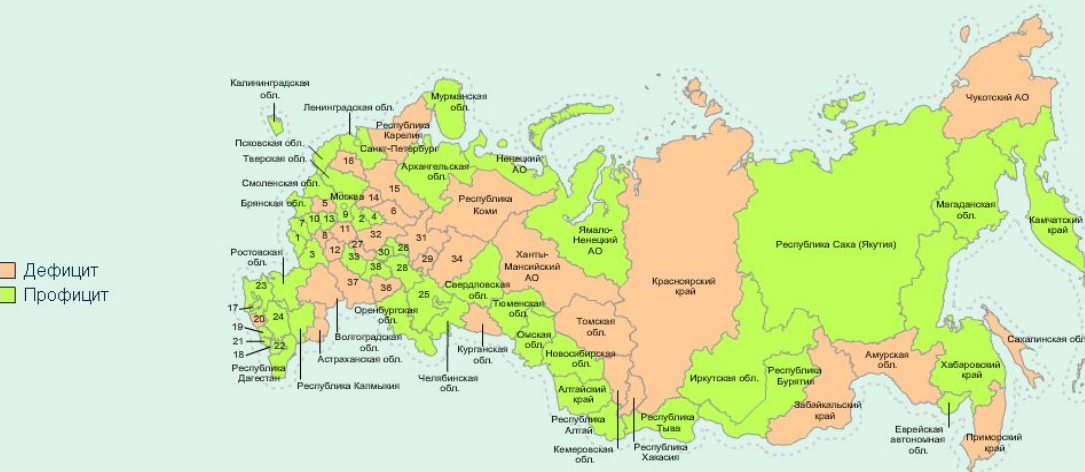 Калининградская
обл.
Ленинградская обл.
Мурманская
обл.
Республика
Карелия
Санкт-Петербург
Псковская обл.
Тверская обл.
Смоленская обл.
Брянская обл.
Москва
Архангельская
обл.
Ненецкий
АО
Республика
Коми
Ямало-
Ненецкий
АО
Ханты-
Мансийский
АО
Красноярский
край
Республика Саха (Якутия)
Чукотский АО
Магаданская
обл.
Камчатский
край
Ростовская
обл.
Дефицит
Профицит
16
15
14
5
7
10
13
9
2
4
8
1
8
11
12
27
32
3
33
30
28
31
38
28
29
34
37
36
25
23
17
20
24
19
21
18
22
Свердловская
обл.
Оренбургская
обл.
Тюменская
обл.
Омская
обл.
Томская
обл.
Новосибирская
обл.
Волгоградская
обл.
Астраханская обл.
Республика
Дагестан
Республика Калмыкия
Челябинская
обл.
Курганская
обл.
Алтайский
край
Республика
Алтай
Кемеровская
обл.
Республика
Хакасия
Республика
Тыва
Иркутская обл.
Республика
Бурятия
Забайкальский
край
Амурская
обл.
Хабаровский
край
Сахалинская обл
Еврейская
автономная
обл.
Приморский
край